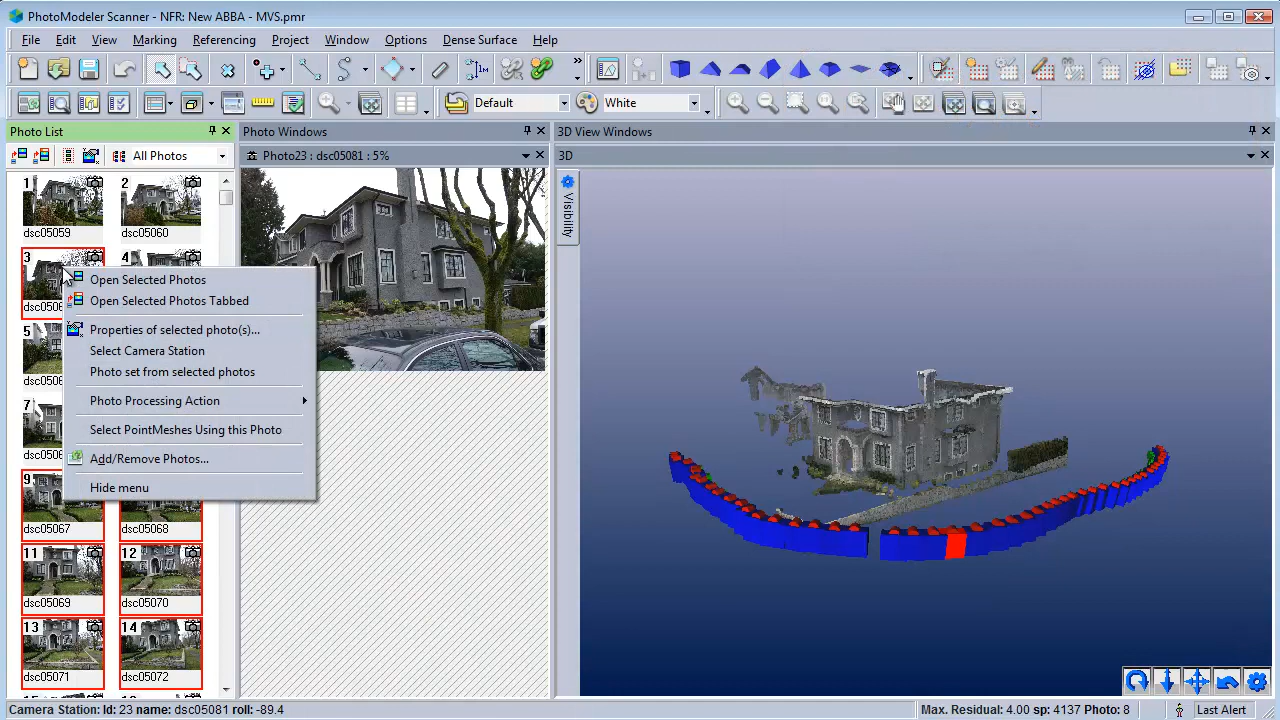 PhotoModeler Scanner - NFR: New ABBA - MVS.pmr
File Edit View Marking Referencing Project Window Options Dense Surface Help
Default White
Photo List
All Photos
1 2
dsc05059 dsc05060
3 4
dsc0506
5
dsc0
7
dsc0
9
dsc05067 dsc05068
11 12
dsc05069 dsc05070
13 14
dsc05071 dsc05072
Open Selected Photos
Open Selected Photos Tabbed
Properties of selected photo(s)...
Select Camera Station
Photo set from selected photos
Photo Processing Action
Select PointMeshes Using this Photo
Add/Remove Photos...
Hide menu
Photo Windows
Photo23 : dsc05081 : 5%
3D View Windows
3D
Visibility
Camera Station: Id: 23 name: dsc05081 roll: -89.4
Max. Residual: 4.00 sp: 4137 Photo: 8
Last Alert